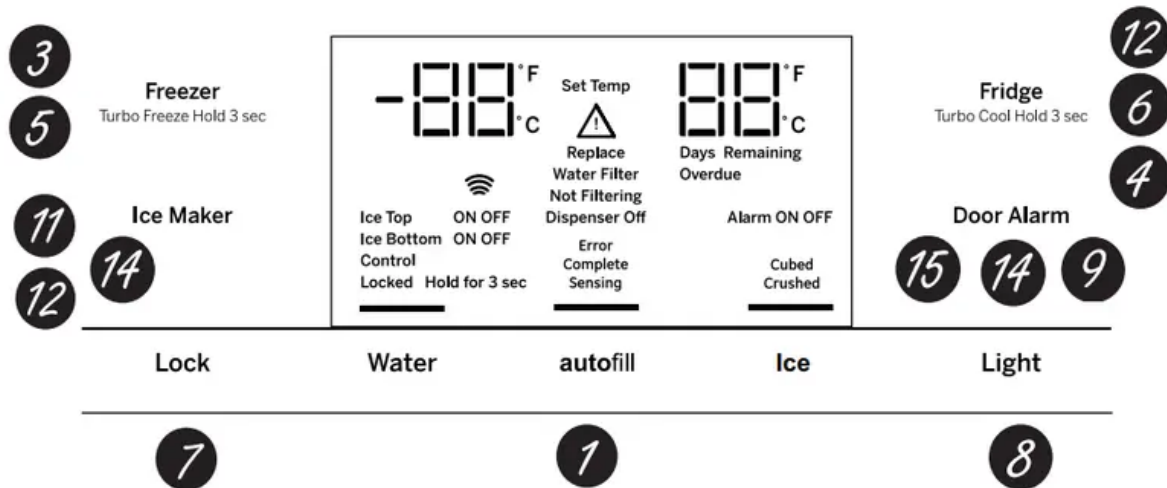 3
5
Freezer
Turbo Freeze Hold 3 sec
-88 °F °C
Set Temp
88 °F °C
Fridge
Turbo Cool Hold 3 sec
12
6
4
Replace
Water Filter
Not Filtering
Dispenser Off
Days Remaining
Overdue
11
12
Ice Maker
14
Ice Top ON OFF
Ice Bottom ON OFF
Control
Locked Hold for 3 sec
Error
Complete
Sensing
Alarm ON OFF
Cubed
Crushed
Door Alarm
15 14 9
Lock Water autofill Ice Light
7 1 8